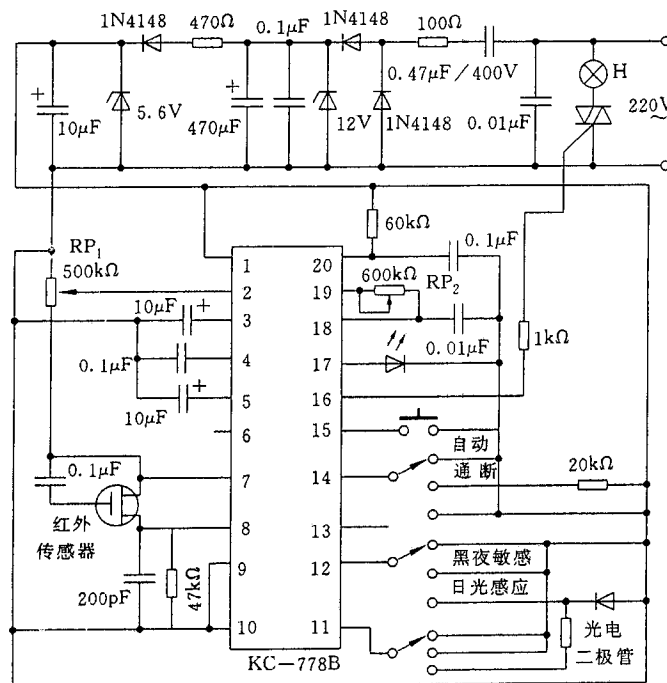 1N4148
470Ω
0.1μF
1N4148
100Ω
+
10μF
5.6V
+
470μF
12V
1N4148
0.47μF/400V
0.01μF
H
220V
~
RP1
500kΩ
60kΩ
0.1μF
600kΩ
RP2
0.01μF
1kΩ
10μF
+
0.1μF
+
10μF
1
2
3
4
5
6
7
8
9
10
20
19
18
17
16
15
14
13
12
11
自动
通断
20kΩ
0.1μF
红外
传感器
200pF
47kΩ
黑夜敏感
日光感应
光电
二极管
KC-778B